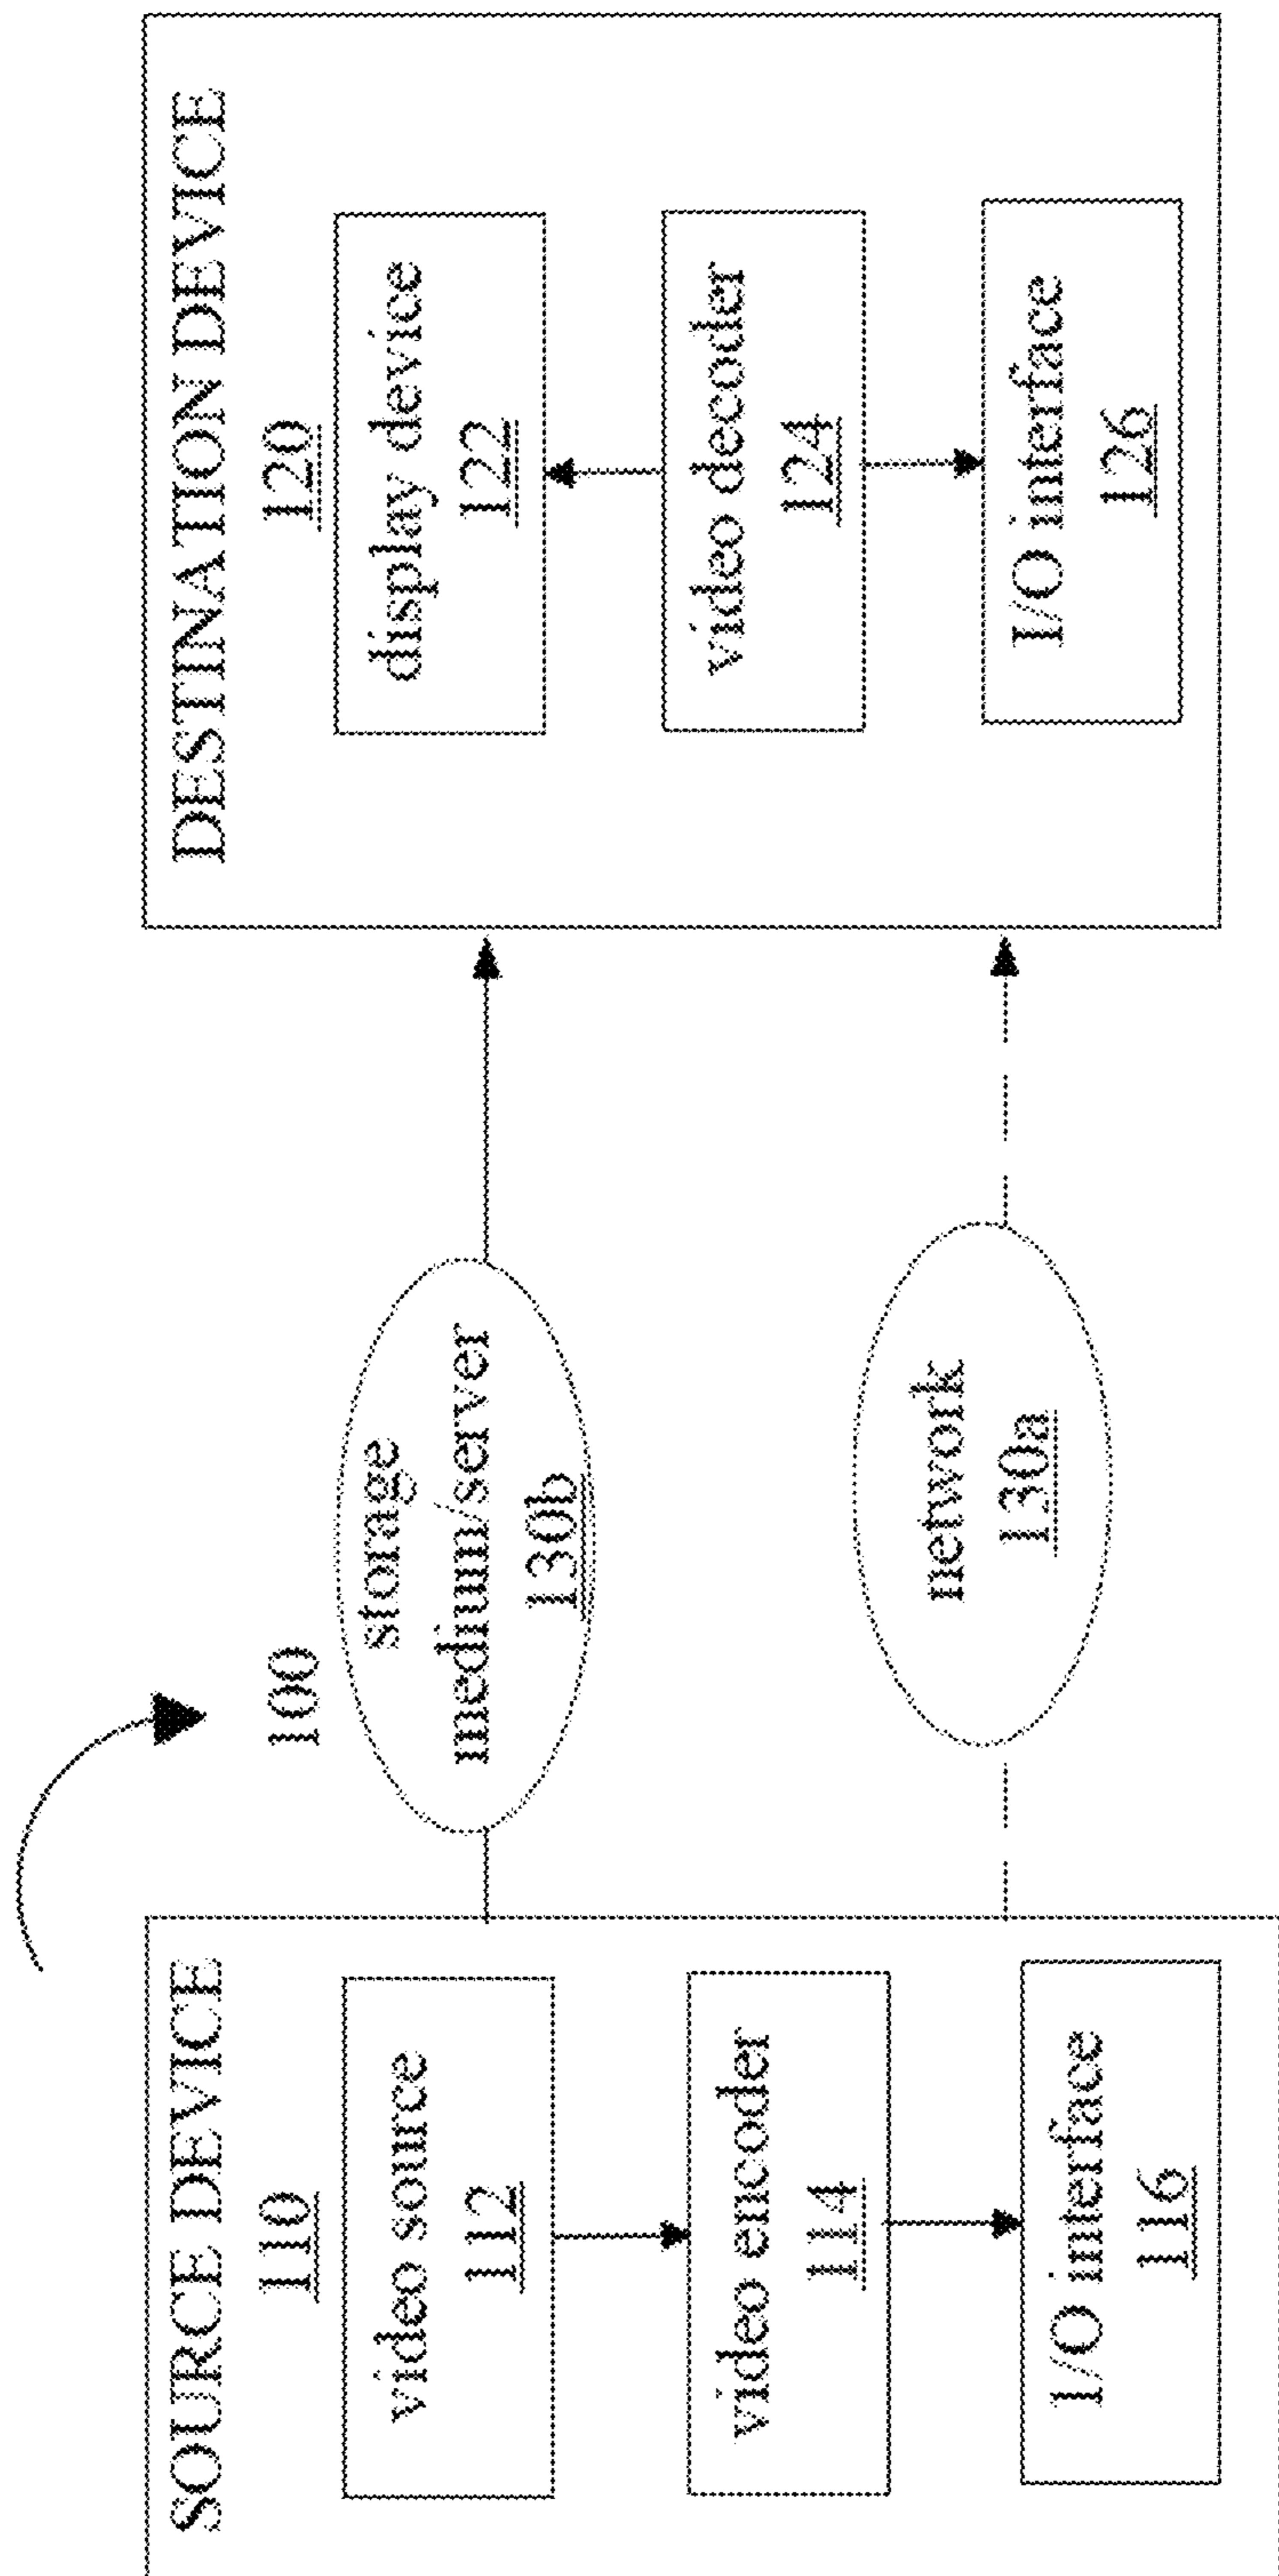 100
SOURCE DEVICE
110
video source
112
video encoder
114
I/O interface
116
storage
medium/server
130b
network
130a
DESTINATION DEVICE
120
display device
122
video decoder
124
I/O interface
126